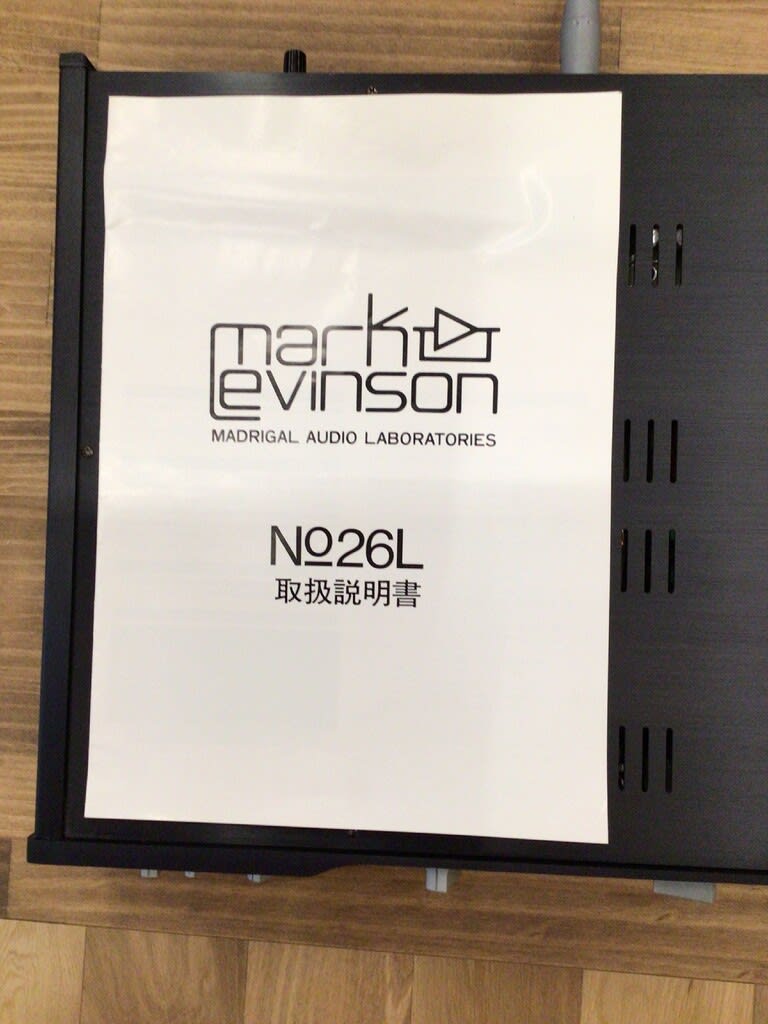 mark
Levinson
MADRIGAL AUDIO LABORATORIES
No26L
取扱説明書